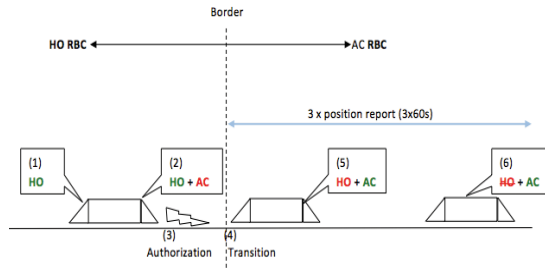 Border
HO RBC
AC RBC
3 x position report (3x60s)
(1)
HO
(2)
HO + AC
(5)
HO + AC
(6)
HO + AC
(3)
(4)
Authorization
Transition